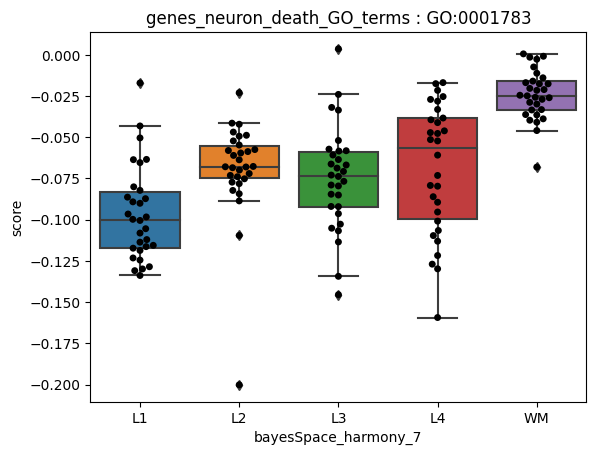 genes_neuron_death_GO_terms : GO:0001783
0.000
−0.025
−0.050
−0.075
−0.100
−0.125
−0.150
−0.175
−0.200
score
L1 L2 L3 L4 WM
bayesSpace_harmony_7